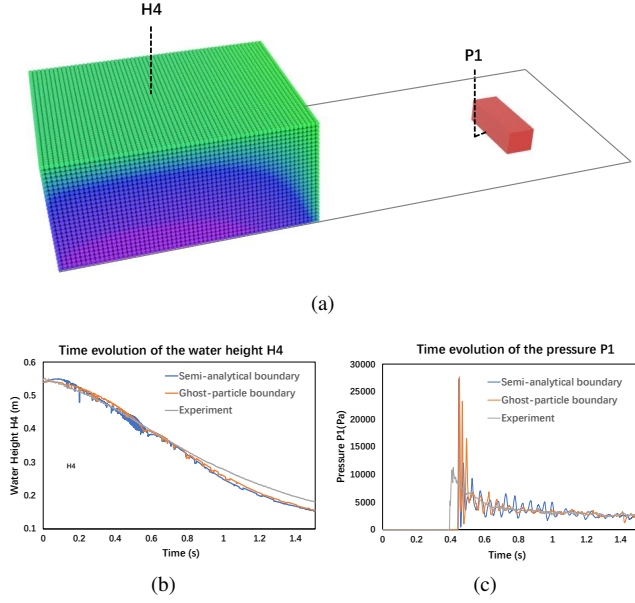 H4
P1
(a)
Time evolution of the water height H4
0.6
0.5
0.4
0.3
0.2
0.1
Water Height H4 (m)
Semi-analytical boundary
Ghost-particle boundary
Experiment
H4
0 0.2 0.4 0.6 0.8 1 1.2 1.4
Time (s)
(b)
Time evolution of the pressure P1
30000
25000
20000
15000
10000
5000
0
Pressure P1(Pa)
Semi-analytical boundary
Ghost-particle boundary
Experiment
0 0.2 0.4 0.6 0.8 1 1.2 1.4
Time (s)
(c)